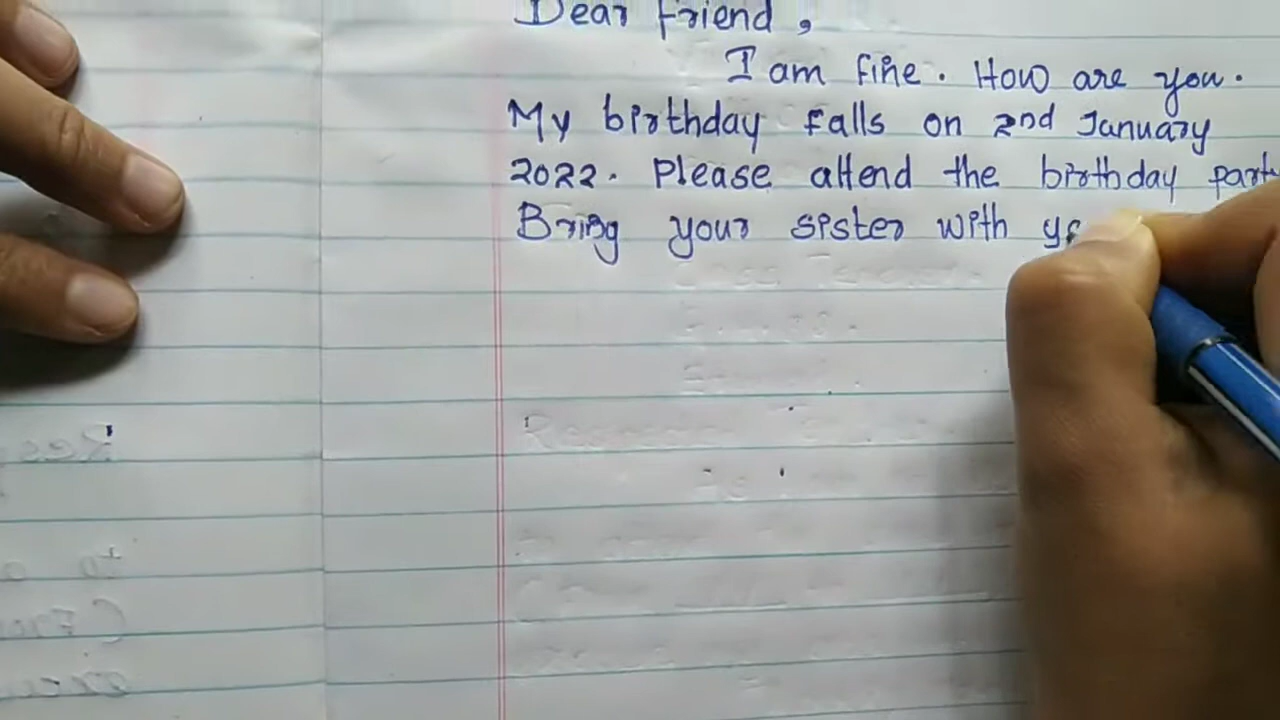 Dear friend,
I am fine. How are you.
My birthday falls on 2nd January
2022. Please attend the birthday party
Bring your sister with